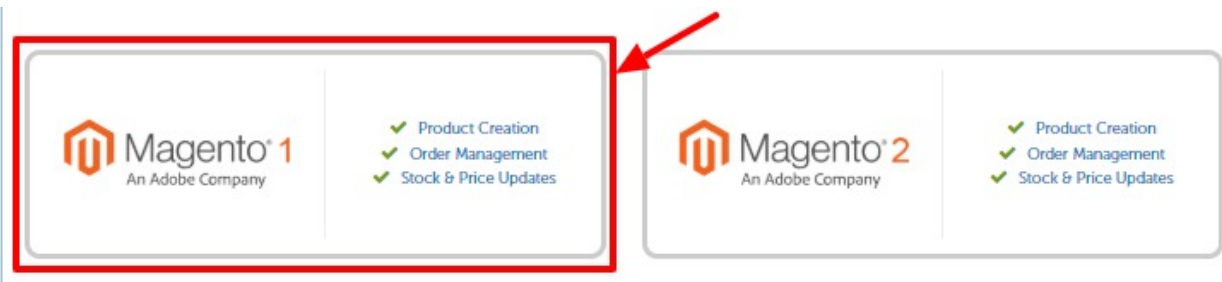 Magento® 1
An Adobe Company
Product Creation
Order Management
Stock & Price Updates
Magento® 2
An Adobe Company
Product Creation
Order Management
Stock & Price Updates